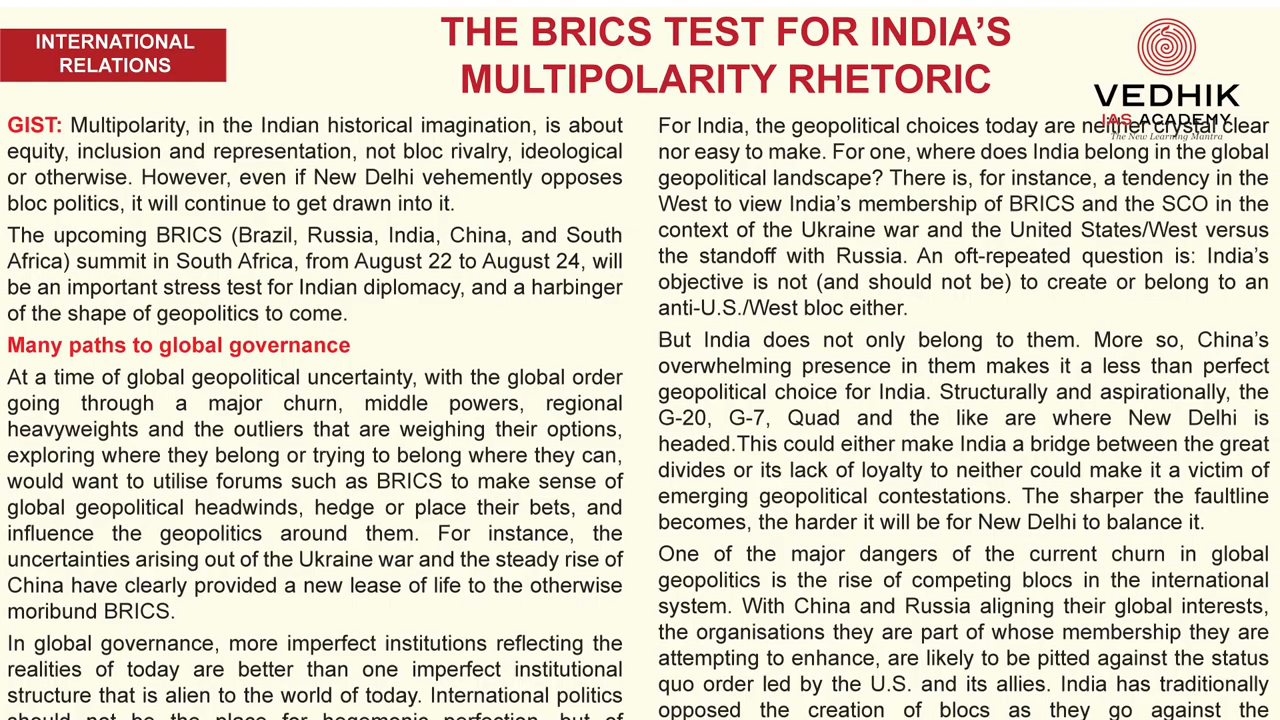 INTERNATIONAL
RELATIONS
THE BRICS TEST FOR INDIA'S
MULTIPOLARITY RHETORIC
VEDHIK
IAS ACADEMY
The New Learning Mantra
GIST: Multipolarity, in the Indian historical imagination, is about
equity, inclusion and representation, not bloc rivalry, ideological
or otherwise. However, even if New Delhi vehemently opposes
bloc politics, it will continue to get drawn into it.
The upcoming BRICS (Brazil, Russia, India, China, and South
Africa) summit in South Africa, from August 22 to August 24, will
be an important stress test for Indian diplomacy, and a harbinger
of the shape of geopolitics to come.
Many paths to global governance
At a time of global geopolitical uncertainty, with the global order
going through a major churn, middle powers, regional
heavyweights and the outliers that are weighing their options,
exploring where they belong or trying to belong where they can,
would want to utilise forums such as BRICS to make sense of
global geopolitical headwinds, hedge or place their bets, and
influence the geopolitics around them. For instance, the
uncertainties arising out of the Ukraine war and the steady rise of
China have clearly provided a new lease of life to the otherwise
moribund BRICS.
In global governance, more imperfect institutions reflecting the
realities of today are better than one imperfect institutional
structure that is alien to the world of today. International politics
should not be the place for hegemonic perfection, but of
For India, the geopolitical choices today are neither crystal clear
nor easy to make. For one, where does India belong in the global
geopolitical landscape? There is, for instance, a tendency in the
West to view India's membership of BRICS and the SCO in the
context of the Ukraine war and the United States/West versus
the standoff with Russia. An oft-repeated question is: India's
objective is not (and should not be) to create or belong to an
anti-U.S./West bloc either.
But India does not only belong to them. More so, China's
overwhelming presence in them makes it a less than perfect
geopolitical choice for India. Structurally and aspirationally, the
G-20, G-7, Quad and the like are where New Delhi is
headed.This could either make India a bridge between the great
divides or its lack of loyalty to neither could make it a victim of
emerging geopolitical contestations. The sharper the faultline
becomes, the harder it will be for New Delhi to balance it.
One of the major dangers of the current churn in global
geopolitics is the rise of competing blocs in the international
system. With China and Russia aligning their global interests,
the organisations they are part of whose membership they are
attempting to enhance, are likely to be pitted against the status
quo order led by the U.S. and its allies. India has traditionally
opposed the creation of blocs as they go against the